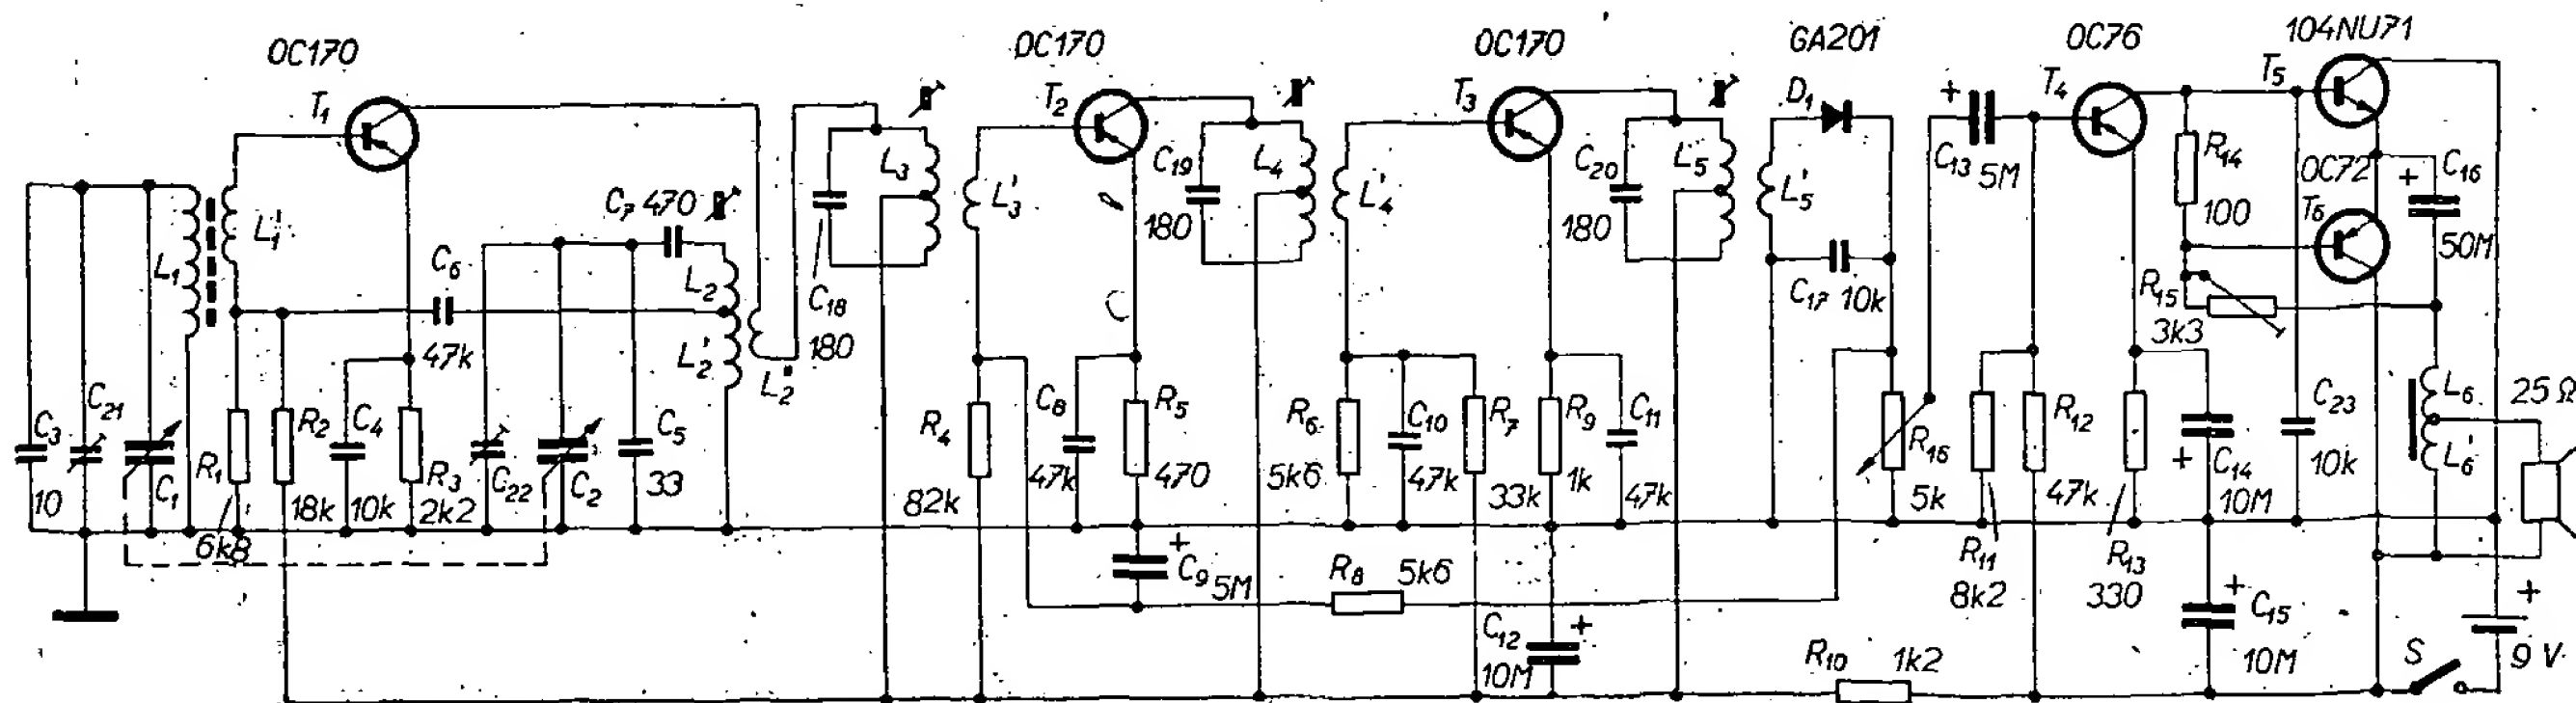 OC170
OC170
OC170
GA201
OC76
104NU71
T1
T2
T3
D1
T4
T5
L1
L1'
C6
47k
C7 470
L2
L2'
L2"
C18
180
L3
L3'
C19
180
L4
L4'
C20
180
L5
L5'
C17 10k
C13 5M
R14
100
OC72
T6
C16
50M
R15
3k3
C3
10
C21
C1
R1
6k8
R2
18k
C4
10k
R3
2k2
C22
C2
C5
33
R4
82k
C8
47k
R5
470
R6
5k6
C10
47k
R7
33k
R9
1k
C11
47k
R16
5k
R11
8k2
R12
47k
R13
330
C14
10M
C23
10k
L6
L6'
25 Ω
C9 5M
R8 5k6
C12
10M
R10 1k2
C15
10M
S
9 V